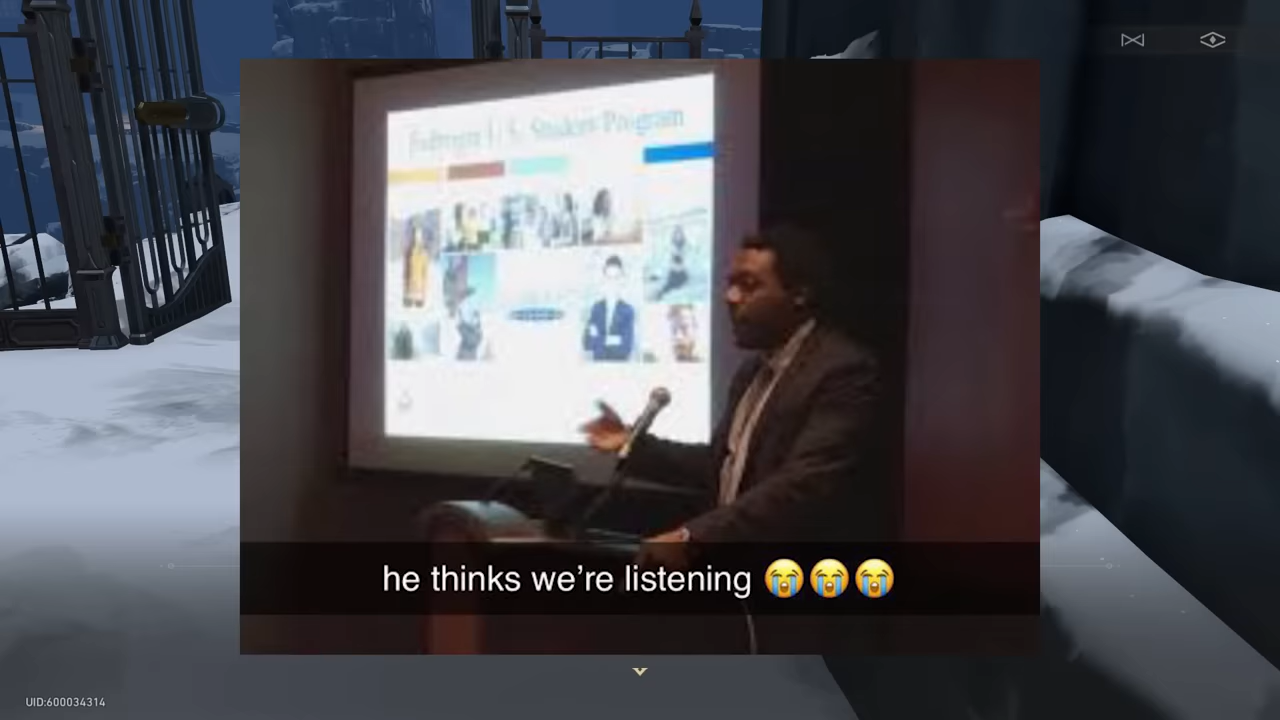 Student Program
he thinks we're listening 😭😭😭
UID:600034314